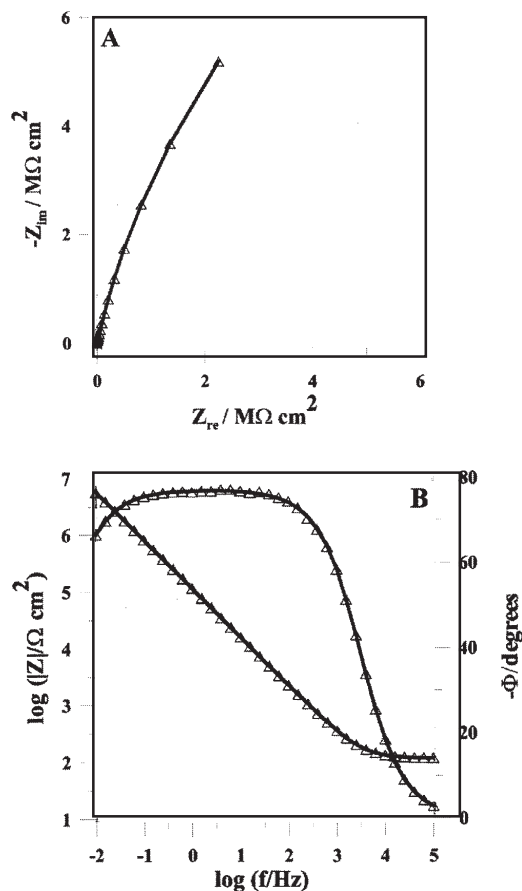 A
6
4
2
0
-Z_im / MΩ cm^2
0 2 4 6
Z_re / MΩ cm^2
B
7
6
5
4
3
2
1
log (|Z|/Ω cm^2)
80
60
40
20
0
-Φ/degrees
-2 -1 0 1 2 3 4 5
log (f/Hz)